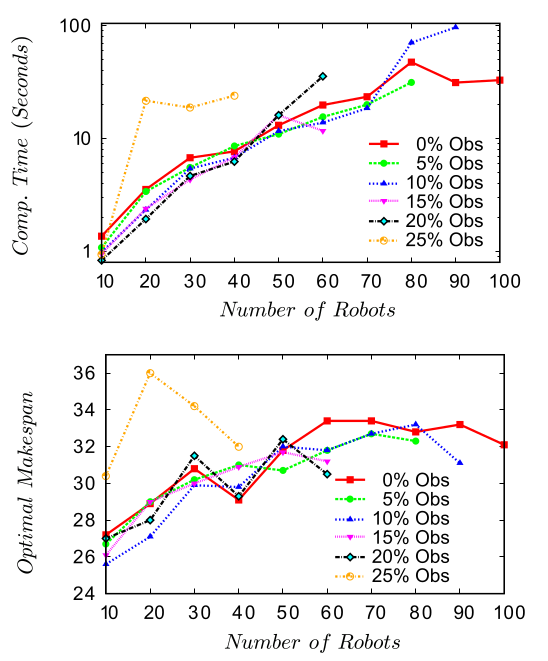 Comp. Time (Seconds)
100
10
1
0% Obs
5% Obs
10% Obs
15% Obs
20% Obs
25% Obs
10 20 30 40 50 60 70 80 90 100
Number of Robots
Optimal Makespan
36
34
32
30
28
26
24
0% Obs
5% Obs
10% Obs
15% Obs
20% Obs
25% Obs
10 20 30 40 50 60 70 80 90 100
Number of Robots